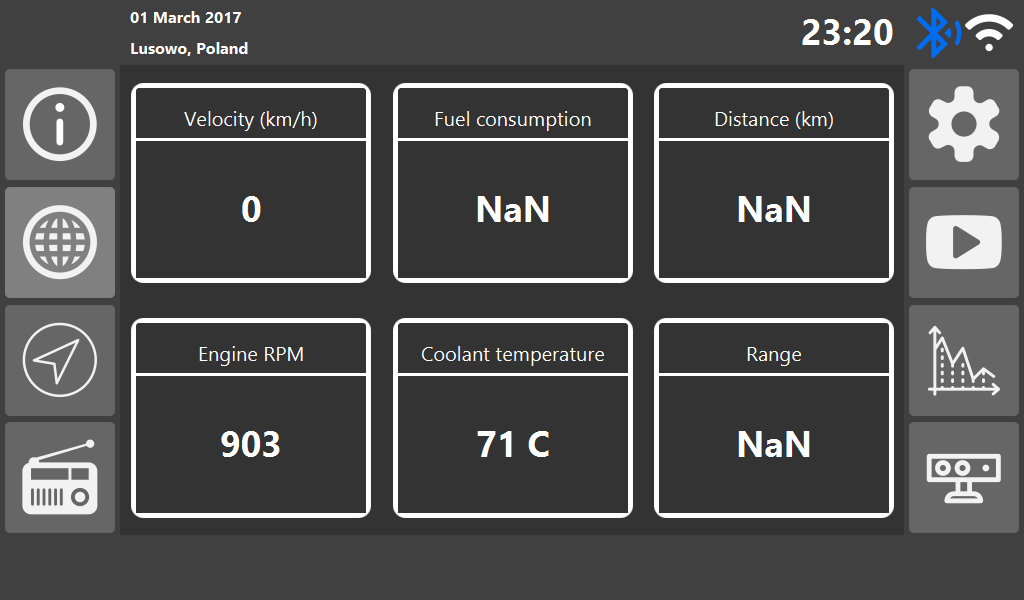 01 March 2017
Lusowo, Poland
23:20
Velocity (km/h)
0
Fuel consumption
NaN
Distance (km)
NaN
Engine RPM
903
Coolant temperature
71 C
Range
NaN